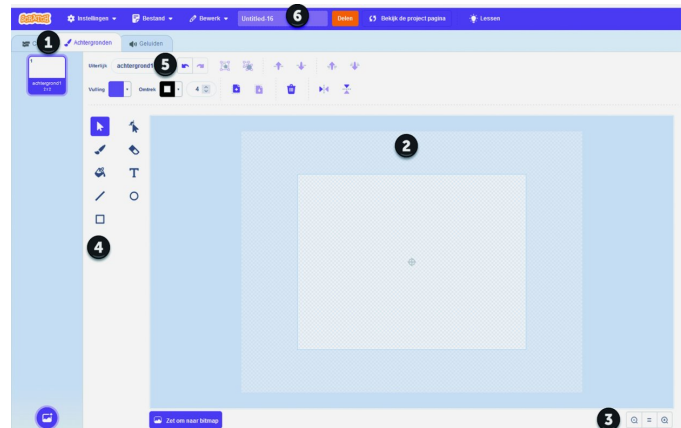 SCRATCH Instellingen Bestand Bewerk Untitled-16 6 Delen Bekijk de project pagina Lessen
1 Achtergronden Geluiden
1
achtergrond1
1x1
Uiterlijk achtergrond1 5
Vulling Omtrek 4
T
2
4
Zet om naar bitmap
3
=